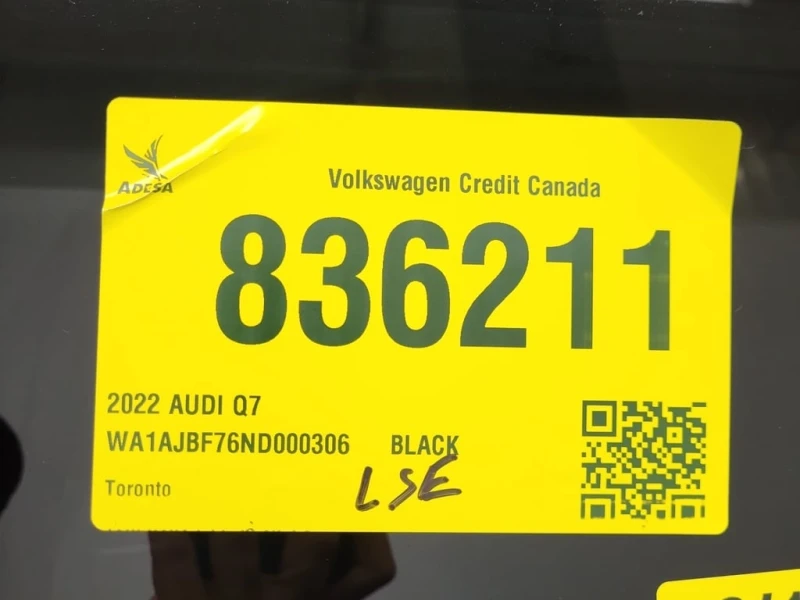 ADESA
Volkswagen Credit Canada
836211
2022 AUDI Q7
WA1AJBF76ND000306 BLACK
Toronto
LSE